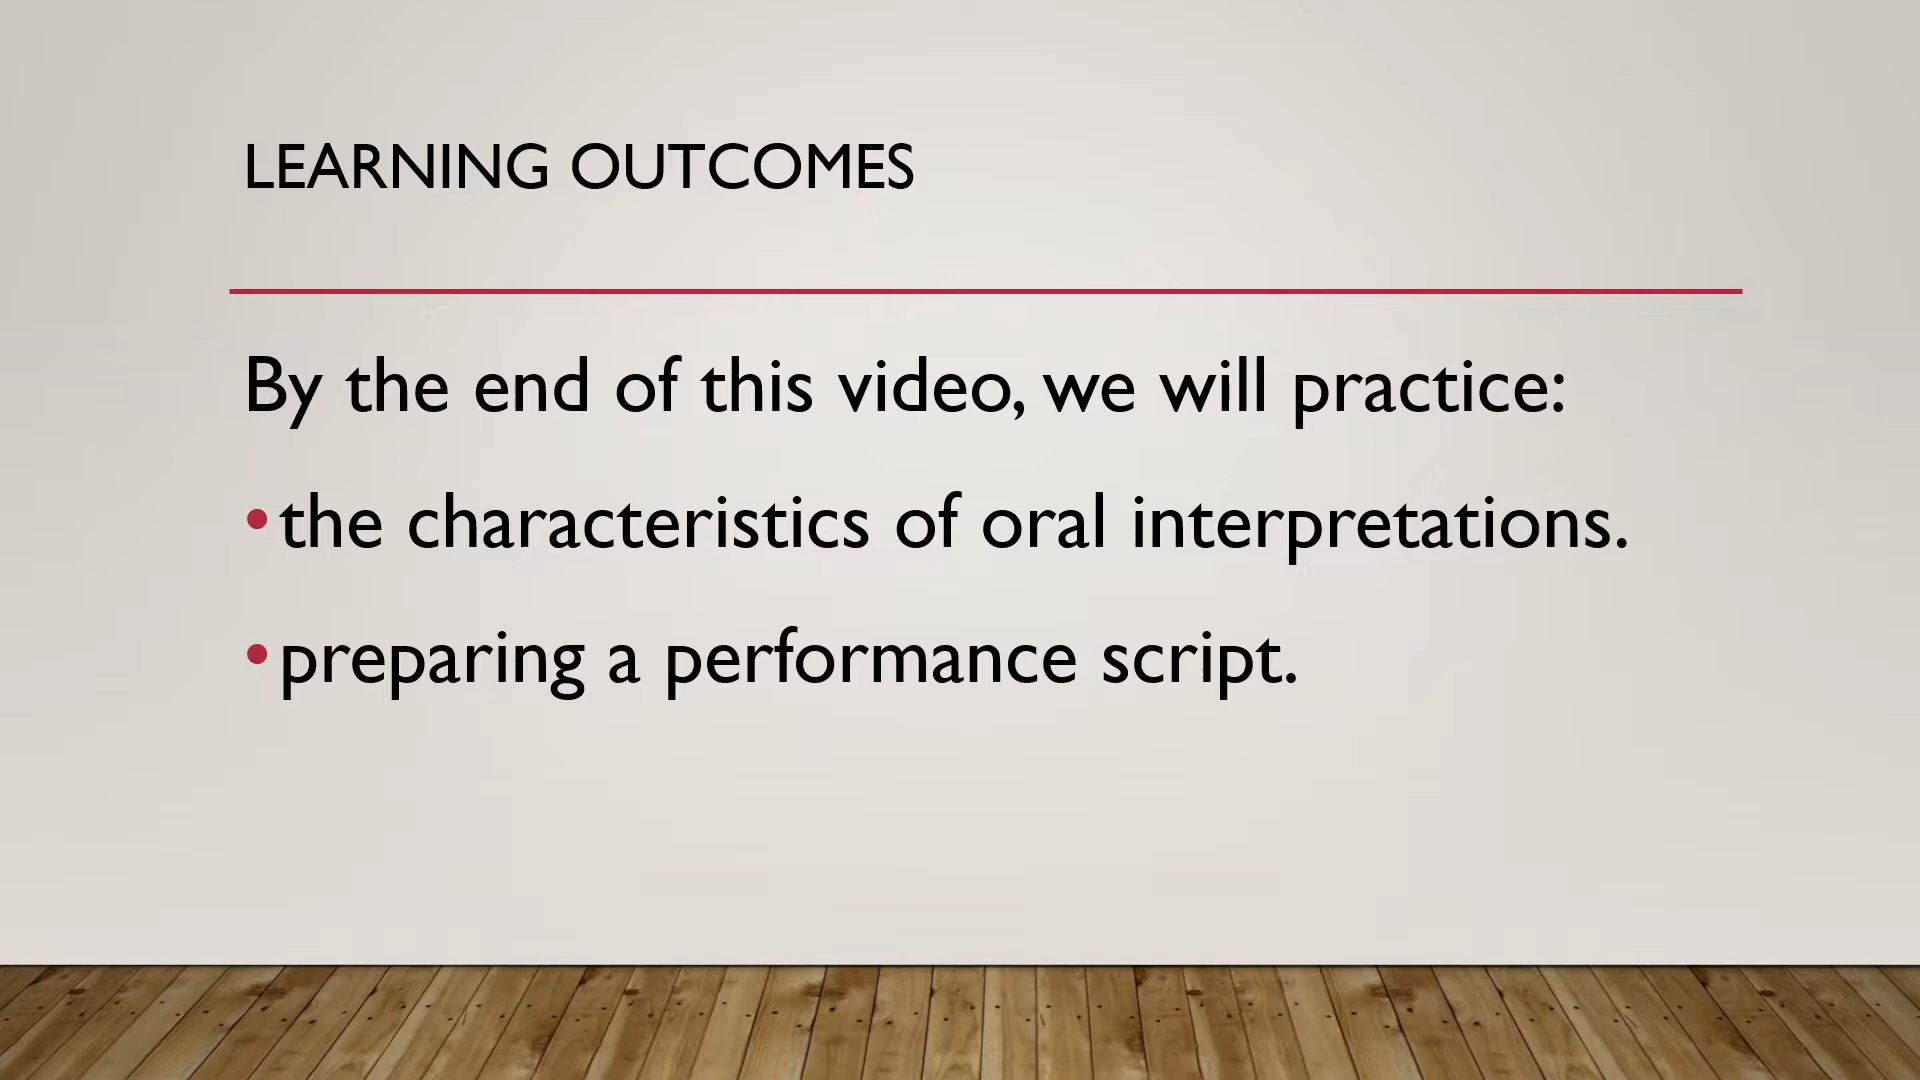 LEARNING OUTCOMES
By the end of this video, we will practice:
•the characteristics of oral interpretations.
•preparing a performance script.